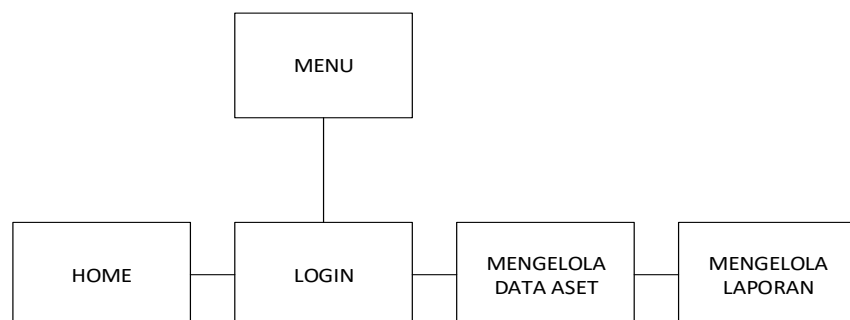 MENU
HOME
LOGIN
MENGELOLA
DATA ASET
MENGELOLA
LAPORAN